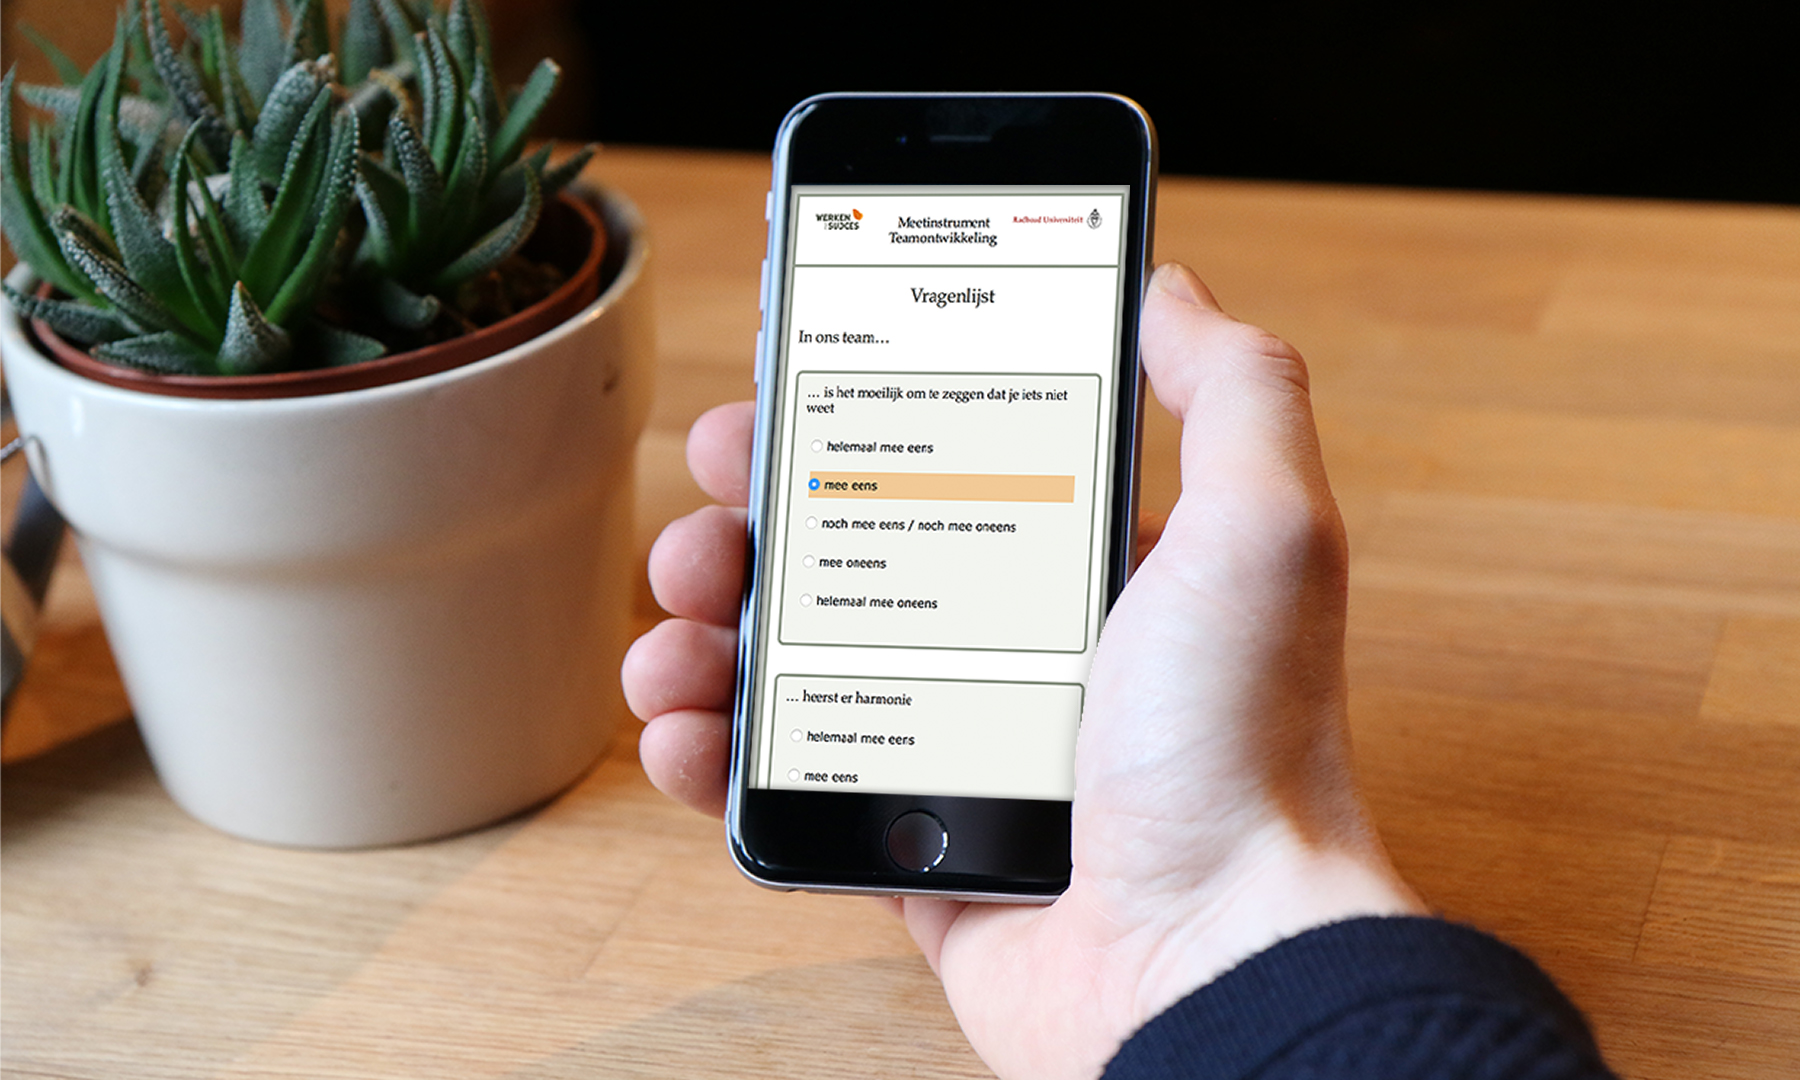 WERKEN
AAN SUCCES
Meetinstrument
Teamontwikkeling
Radboud Universiteit
Vragenlijst
In ons team...
... is het moeilijk om te zeggen dat je iets niet
weet
helemaal mee eens
mee eens
noch mee eens / noch mee oneens
mee oneens
helemaal mee oneens
... heerst er harmonie
helemaal mee eens
mee eens